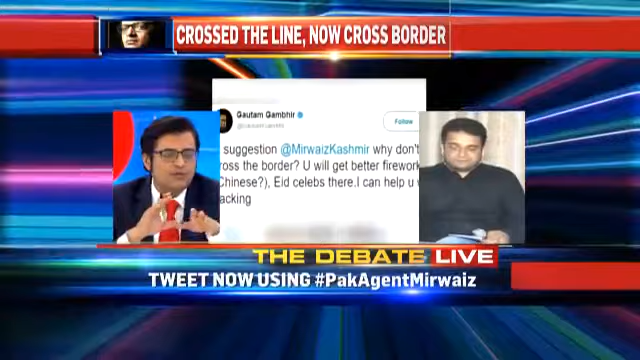 CROSSED THE LINE, NOW CROSS BORDER
Gautam Gambhir
Follow
suggestion @MirwaizKashmir why don't
ross the border? U will get better firework
Chinese?), Eid celebs there.I can help u
acking
THE DEBATE LIVE
TWEET NOW USING #PakAgentMirwaiz